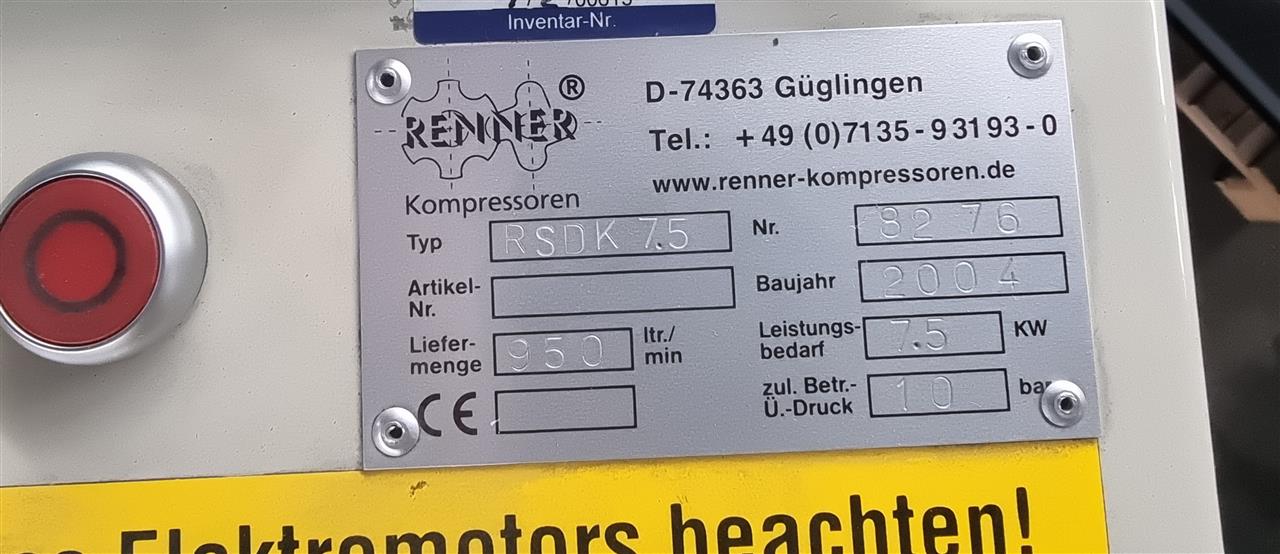 Inventar-Nr.
RENNER®
Kompressoren
D-74363 Güglingen
Tel.: +49 (0)7135-93193-0
www.renner-kompressoren.de
Typ RSDK 7.5 Nr. 8276
Artikel-
Nr.
Baujahr 2004
Liefer-
menge 950 ltr./
min
Leistungs-
bedarf 7.5 KW
CE
zul. Betr.-
Ü.-Druck 10 bar
Elektromotors beachten!